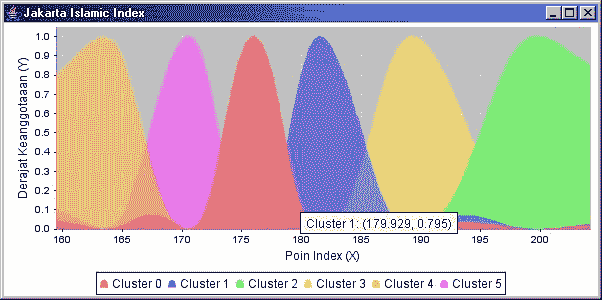 Jakarta Islamic Index
1.0
0.9
0.8
0.7
0.6
0.5
0.4
0.3
0.2
0.1
0.0
Derajat Keanggotaaan (Y)
Cluster 1: (179.929, 0.795)
160 165 170 175 180 185 190 195 200
Poin Index (X)
Cluster 0 Cluster 1 Cluster 2 Cluster 3 Cluster 4 Cluster 5